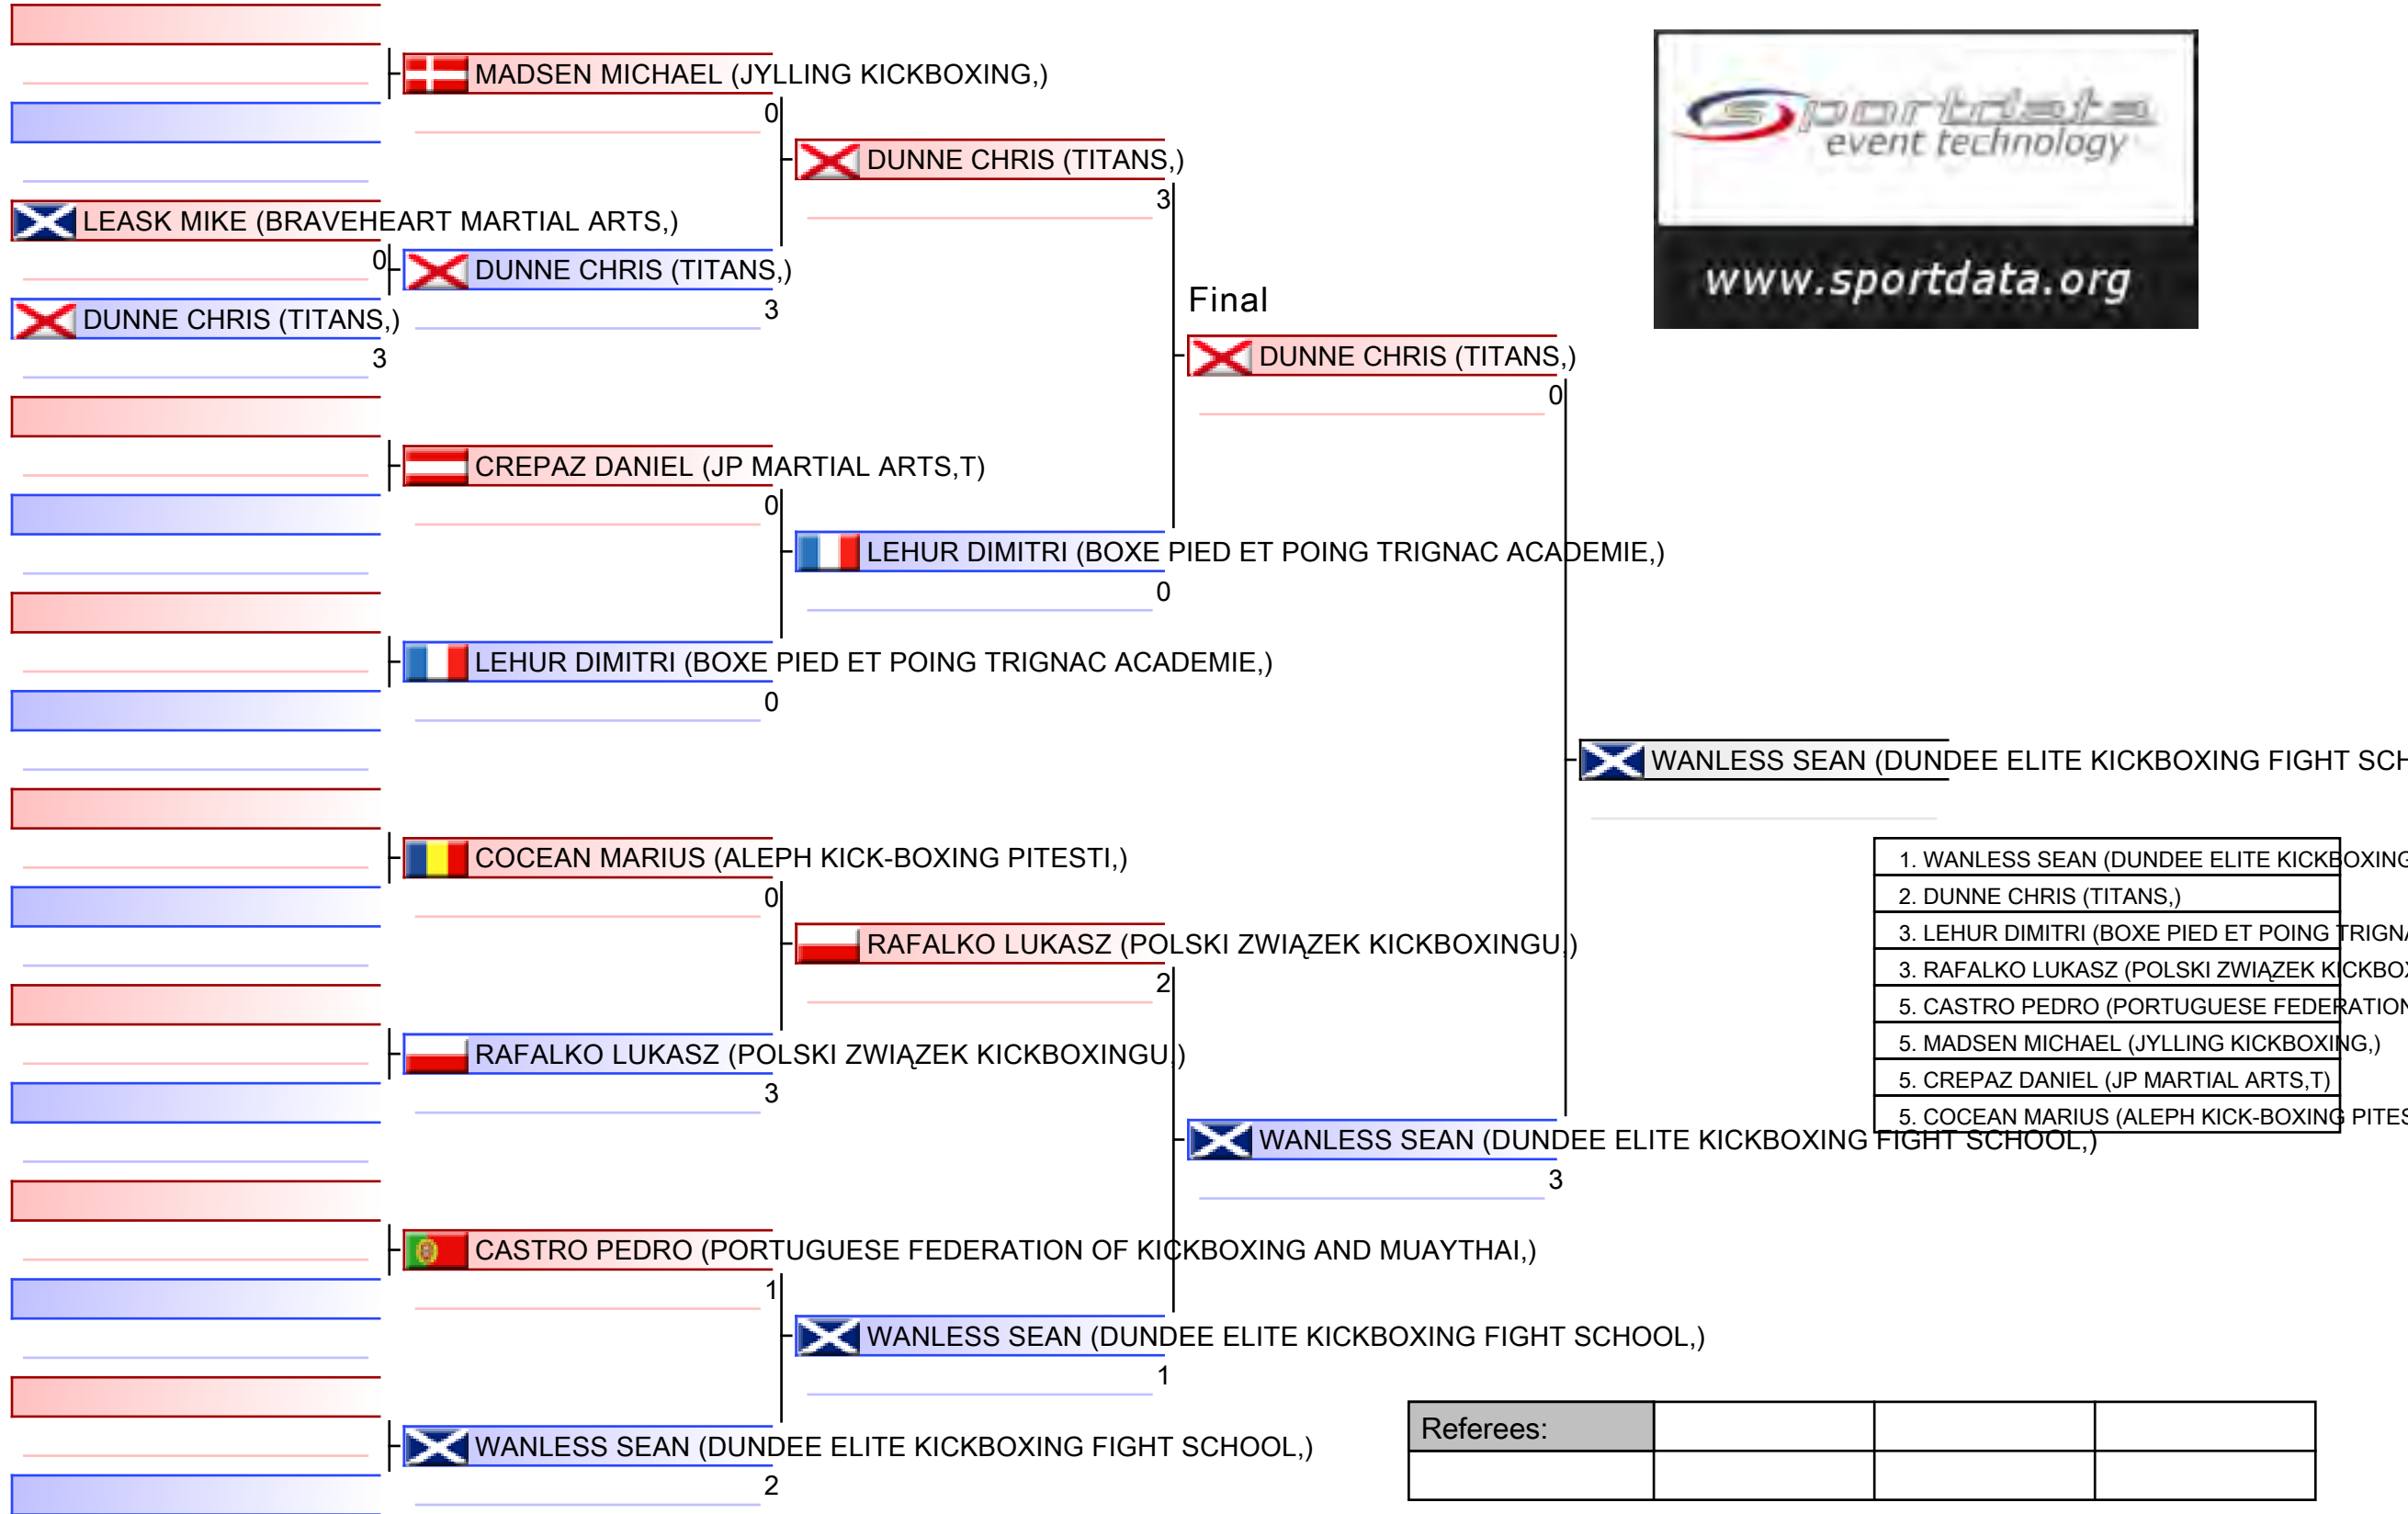 MADSEN MICHAEL (JYLLING KICKBOXING,)
0
DUNNE CHRIS (TITANS,)
3
LEASK MIKE (BRAVEHEART MARTIAL ARTS,)
0
DUNNE CHRIS (TITANS,)
3
DUNNE CHRIS (TITANS,)
3
Final
DUNNE CHRIS (TITANS,)
0
CREPAZ DANIEL (JP MARTIAL ARTS,T)
0
LEHUR DIMITRI (BOXE PIED ET POING TRIGNAC ACADEMIE,)
0
LEHUR DIMITRI (BOXE PIED ET POING TRIGNAC ACADEMIE,)
0
WANLESS SEAN (DUNDEE ELITE KICKBOXING FIGHT SCH
COCEAN MARIUS (ALEPH KICK-BOXING PITESTI,)
0
RAFALKO LUKASZ (POLSKI ZWIĄZEK KICKBOXINGU,)
2
RAFALKO LUKASZ (POLSKI ZWIĄZEK KICKBOXINGU,)
3
WANLESS SEAN (DUNDEE ELITE KICKBOXING FIGHT SCHOOL,)
3
CASTRO PEDRO (PORTUGUESE FEDERATION OF KICKBOXING AND MUAYTHAI,)
1
WANLESS SEAN (DUNDEE ELITE KICKBOXING FIGHT SCHOOL,)
1
WANLESS SEAN (DUNDEE ELITE KICKBOXING FIGHT SCHOOL,)
2
sportdata
event technology
www.sportdata.org
1. WANLESS SEAN (DUNDEE ELITE KICKBOXING
2. DUNNE CHRIS (TITANS,)
3. LEHUR DIMITRI (BOXE PIED ET POING TRIGNA
3. RAFALKO LUKASZ (POLSKI ZWIĄZEK KICKBOX
5. CASTRO PEDRO (PORTUGUESE FEDERATION
5. MADSEN MICHAEL (JYLLING KICKBOXING,)
5. CREPAZ DANIEL (JP MARTIAL ARTS,T)
5. COCEAN MARIUS (ALEPH KICK-BOXING PITES
Referees: